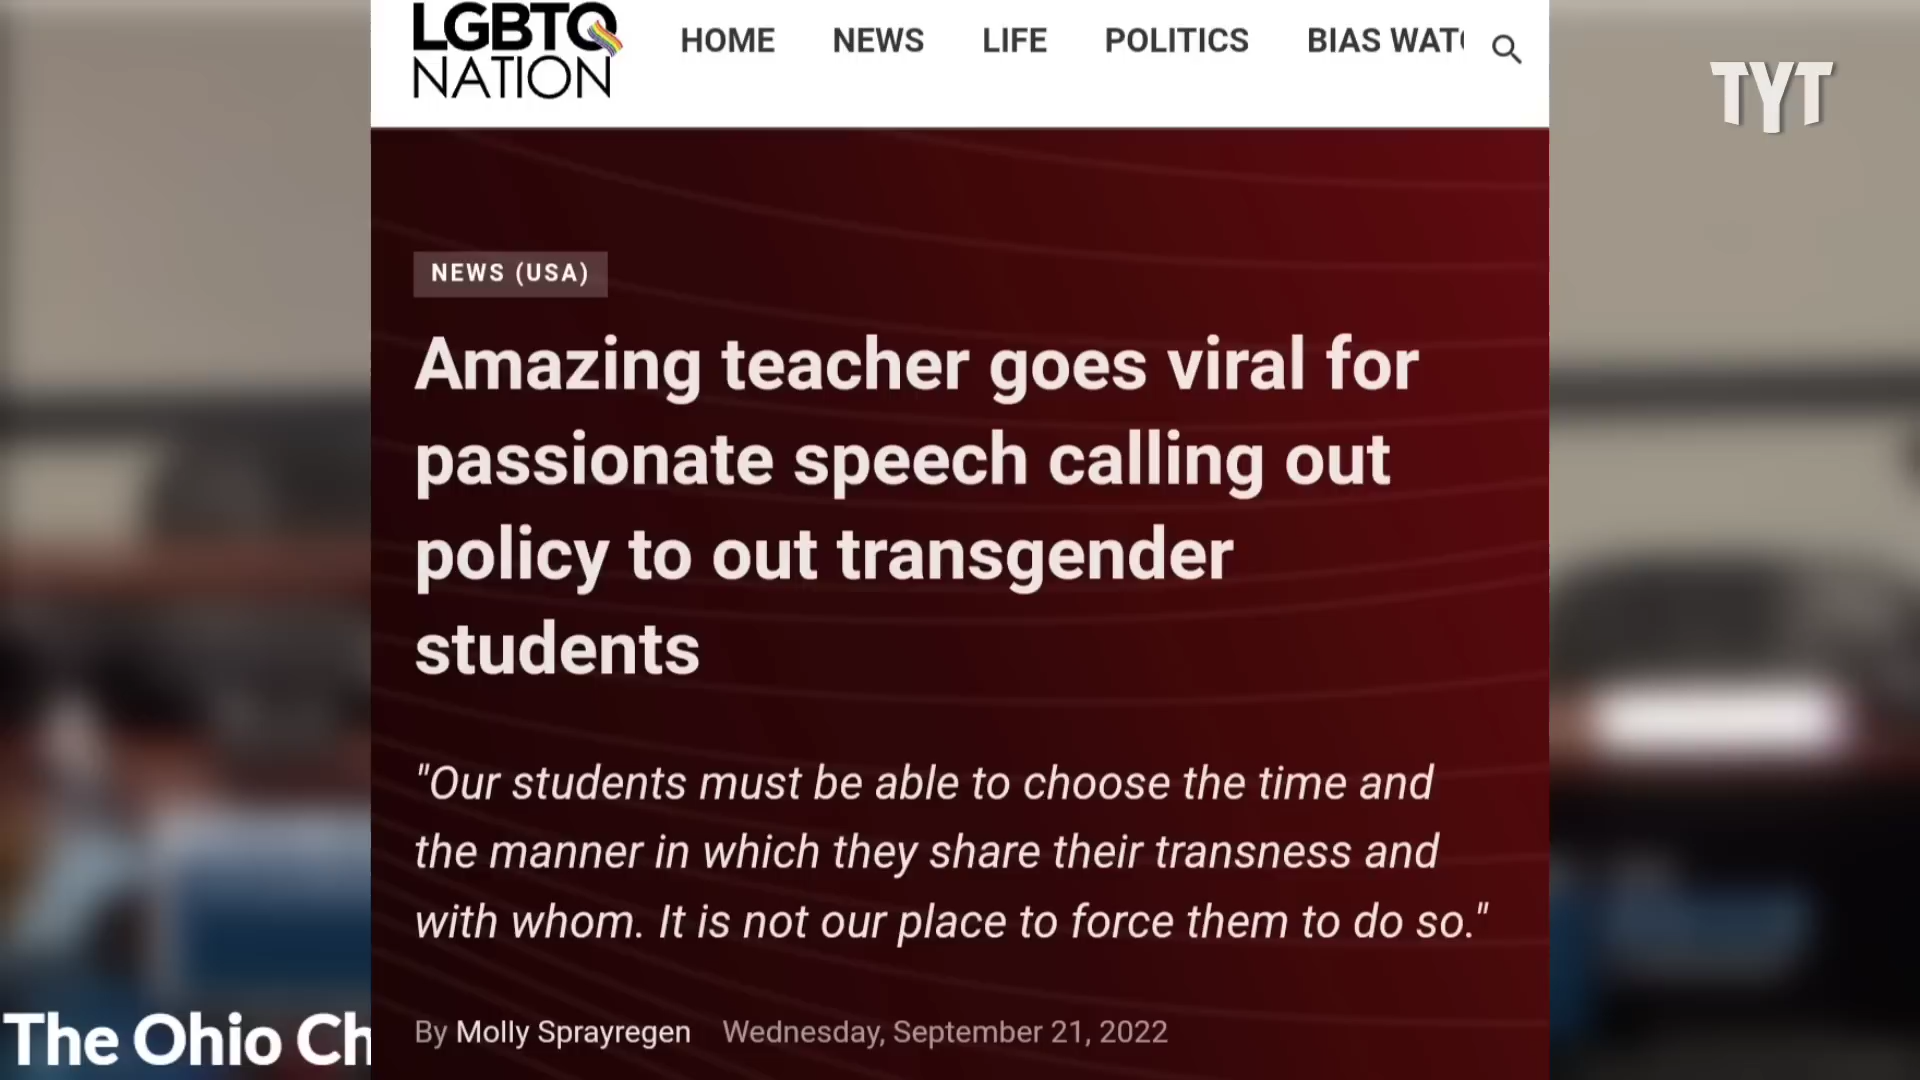 LGBTQ
NATION
HOME NEWS LIFE POLITICS BIAS
TYT
NEWS (USA)
Amazing teacher goes viral for
passionate speech calling out
policy to out transgender
students
"Our students must be able to choose the time and
the manner in which they share their transness and
with whom. It is not our place to force them to do so."
By Molly Sprayregen Wednesday, September 21, 2022
The Ohio